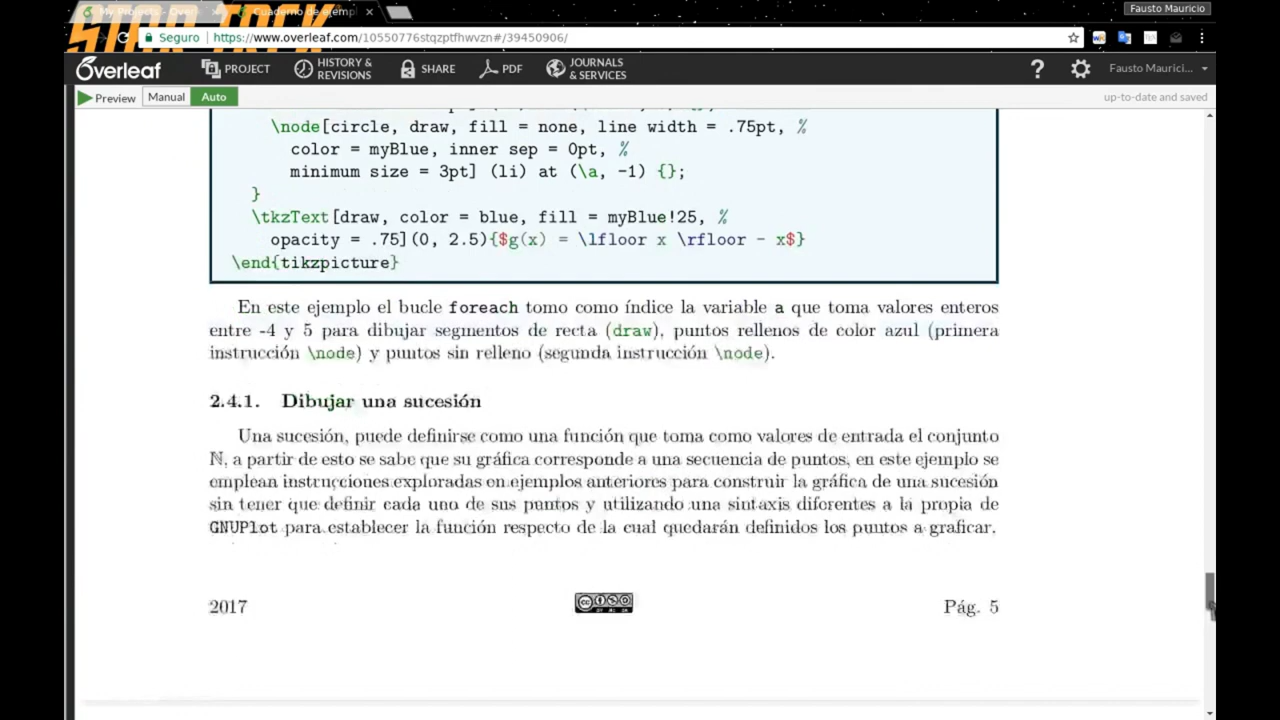 My Projects - Over
Cuaderno de ejempl
Fausto Mauricio
Seguro
https://www.overleaf.com/10550776stqzptfhwvzn#/39450906/
Overleaf
PROJECT
HISTORY &
REVISIONS
SHARE
PDF
JOURNALS
& SERVICES
?
Fausto Maurici...
Preview
Manual
Auto
up-to-date and saved
\node[circle, draw, fill = none, line width = .75pt, %
color = myBlue, inner sep = 0pt, %
minimum size = 3pt] (li) at (\a, -1) {};
}
\tkzText[draw, color = blue, fill = myBlue!25, %
opacity = .75](0, 2.5){$g(x) = \lfloor x \rfloor - x$}
\end{tikzpicture}
En este ejemplo el bucle foreach tomo como índice la variable a que toma valores enteros
entre -4 y 5 para dibujar segmentos de recta (draw), puntos rellenos de color azul (primera
instrucción \node) y puntos sin relleno (segunda instrucción \node).
2.4.1. Dibujar una sucesión
Una sucesión, puede definirse como una función que toma como valores de entrada el conjunto
ℕ, a partir de esto se sabe que su gráfica corresponde a una secuencia de puntos, en este ejemplo se
emplean instrucciones exploradas en ejemplos anteriores para construir la gráfica de una sucesión
sin tener que definir cada uno de sus puntos y utilizando una sintaxis diferentes a la propia de
GNUPlot para establecer la función respecto de la cual quedarán definidos los puntos a graficar.
2017
Pág. 5